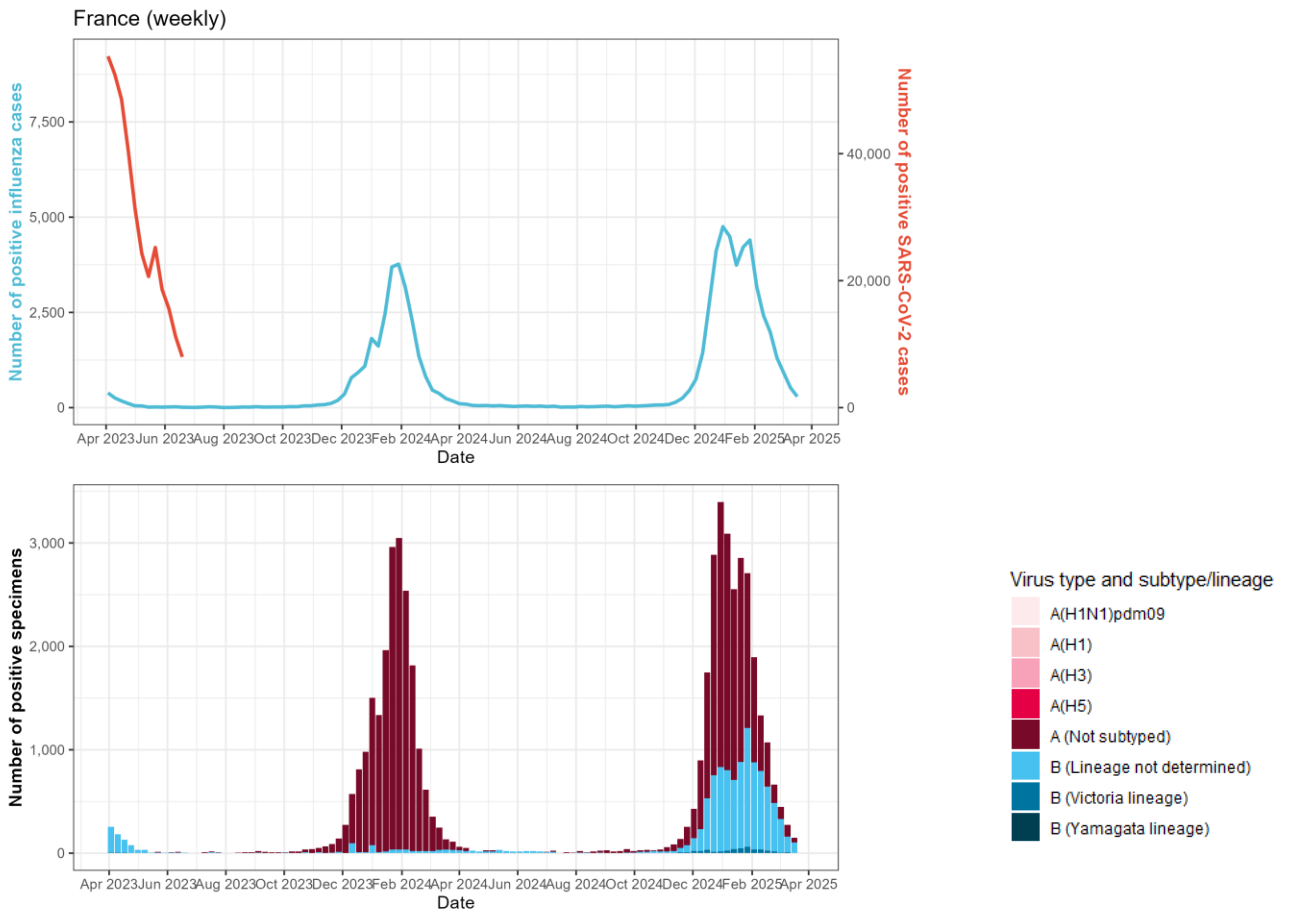 France (weekly)
Number of positive influenza cases
7,500
5,000
2,500
0
Number of positive SARS-CoV-2 cases
40,000
20,000
0
Apr 2023 Jun 2023 Aug 2023 Oct 2023 Dec 2023 Feb 2024 Apr 2024 Jun 2024 Aug 2024 Oct 2024 Dec 2024 Feb 2025 Apr 2025
Date
Number of positive specimens
3,000
2,000
1,000
0
Apr 2023 Jun 2023 Aug 2023 Oct 2023 Dec 2023 Feb 2024 Apr 2024 Jun 2024 Aug 2024 Oct 2024 Dec 2024 Feb 2025 Apr 2025
Date
Virus type and subtype/lineage
A(H1N1)pdm09
A(H1)
A(H3)
A(H5)
A (Not subtyped)
B (Lineage not determined)
B (Victoria lineage)
B (Yamagata lineage)